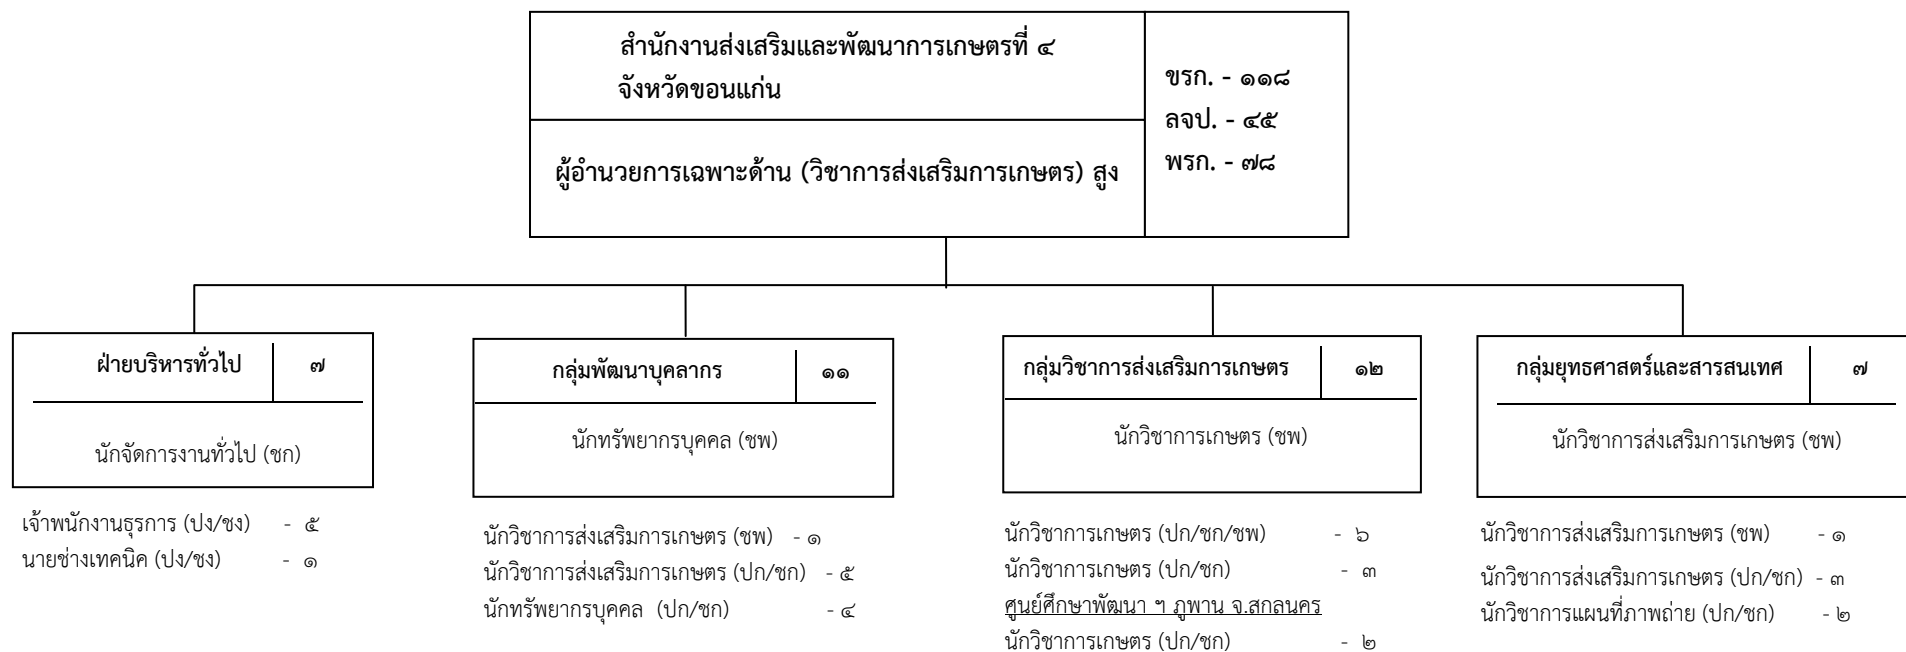 สำนักงานส่งเสริมและพัฒนาการเกษตรที่ ๔
จังหวัดขอนแก่น
ผู้อำนวยการเฉพาะด้าน (วิชาการส่งเสริมการเกษตร) สูง
ขรก. - ๑๑๘
ลจป. - ๔๕
พรก. - ๗๘
ฝ่ายบริหารทั่วไป ๗
นักจัดการงานทั่วไป (ชก)
เจ้าพนักงานธุรการ (ปง/ชง) - ๕
นายช่างเทคนิค (ปง/ชง) - ๑
กลุ่มพัฒนาบุคลากร ๑๑
นักทรัพยากรบุคคล (ชพ)
นักวิชาการส่งเสริมการเกษตร (ชพ) - ๑
นักวิชาการส่งเสริมการเกษตร (ปก/ชก) - ๕
นักทรัพยากรบุคคล (ปก/ชก) - ๔
กลุ่มวิชาการส่งเสริมการเกษตร ๑๒
นักวิชาการเกษตร (ชพ)
นักวิชาการเกษตร (ปก/ชก/ชพ) - ๖
นักวิชาการเกษตร (ปก/ชก) - ๓
ศูนย์ศึกษาพัฒนา ฯ ภูพาน จ.สกลนคร
นักวิชาการเกษตร (ปก/ชก) - ๒
กลุ่มยุทธศาสตร์และสารสนเทศ ๗
นักวิชาการส่งเสริมการเกษตร (ชพ)
นักวิชาการส่งเสริมการเกษตร (ชพ) - ๑
นักวิชาการส่งเสริมการเกษตร (ปก/ชก) - ๓
นักวิชาการแผนที่ภาพถ่าย (ปก/ชก) - ๒